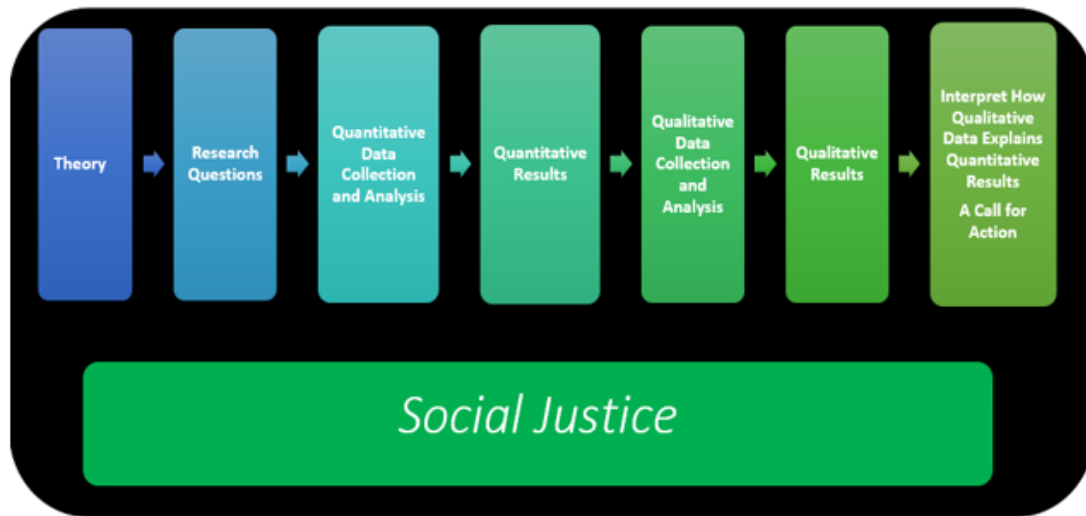 Theory
Research
Questions
Quantitative
Data
Collection
and Analysis
Quantitative
Results
Qualitative
Data
Collection
and
Analysis
Qualitative
Results
Interpret How
Qualitative
Data Explains
Quantitative
Results
A Call for
Action
Social Justice